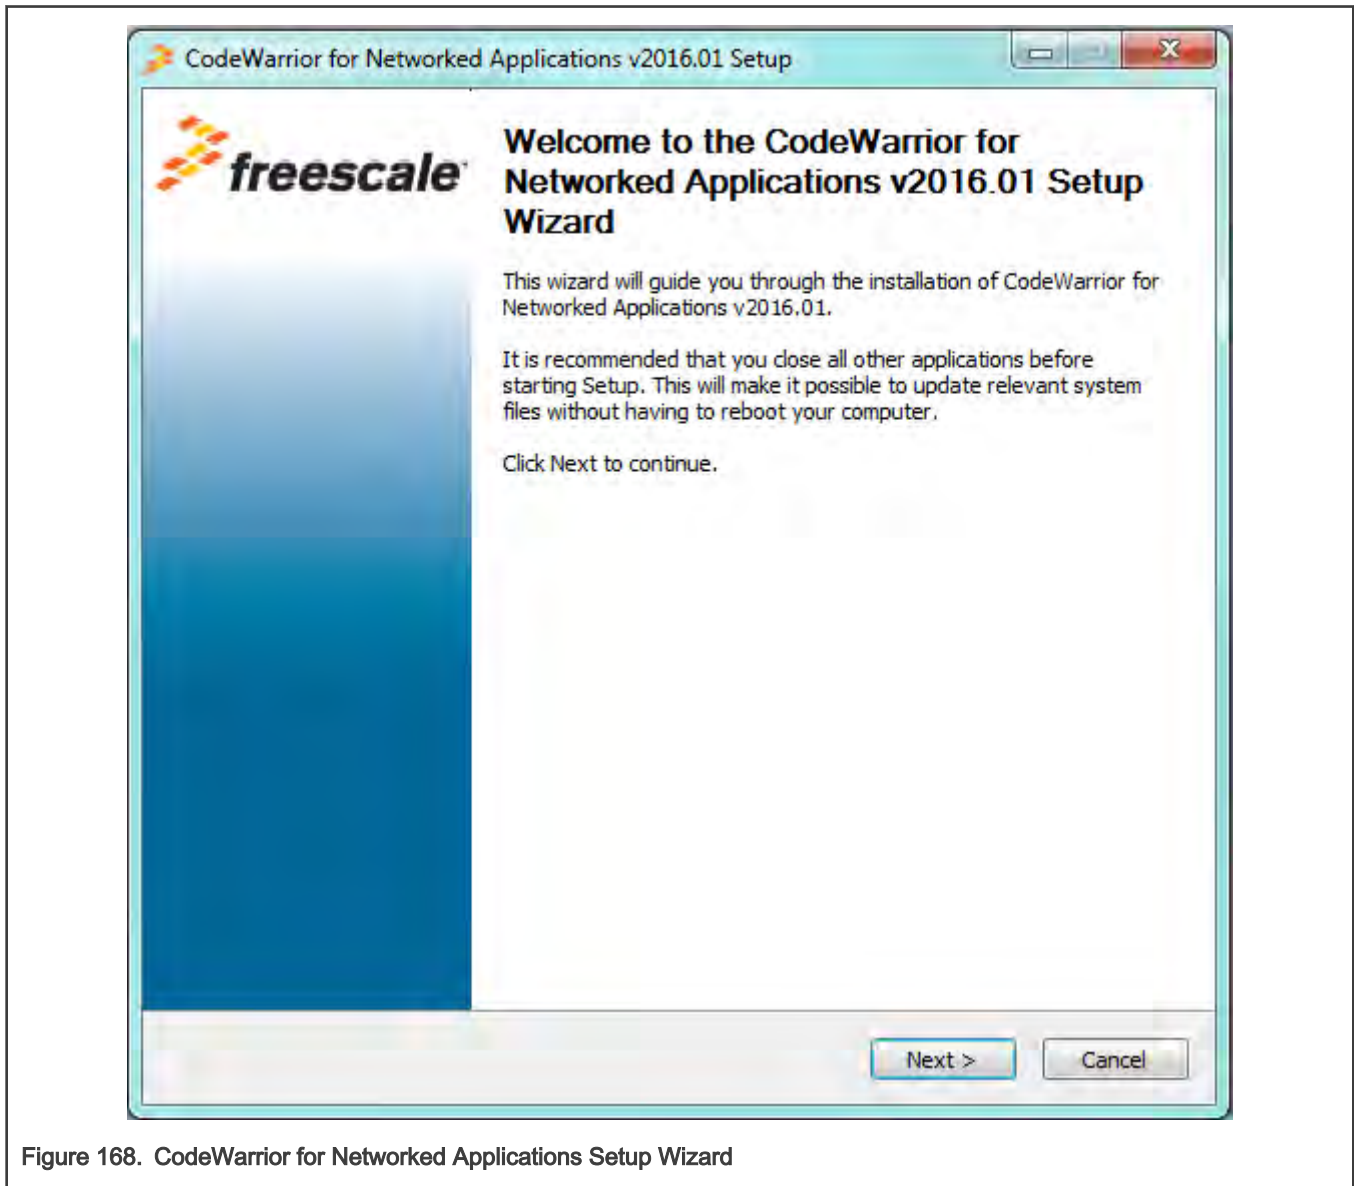 CodeWarrior for Networked Applications v2016.01 Setup
freescale
Welcome to the CodeWarrior for
Networked Applications v2016.01 Setup
Wizard
This wizard will guide you through the installation of CodeWarrior for
Networked Applications v2016.01.
It is recommended that you close all other applications before
starting Setup. This will make it possible to update relevant system
files without having to reboot your computer.
Click Next to continue.
Next >
Cancel
Figure 168. CodeWarrior for Networked Applications Setup Wizard